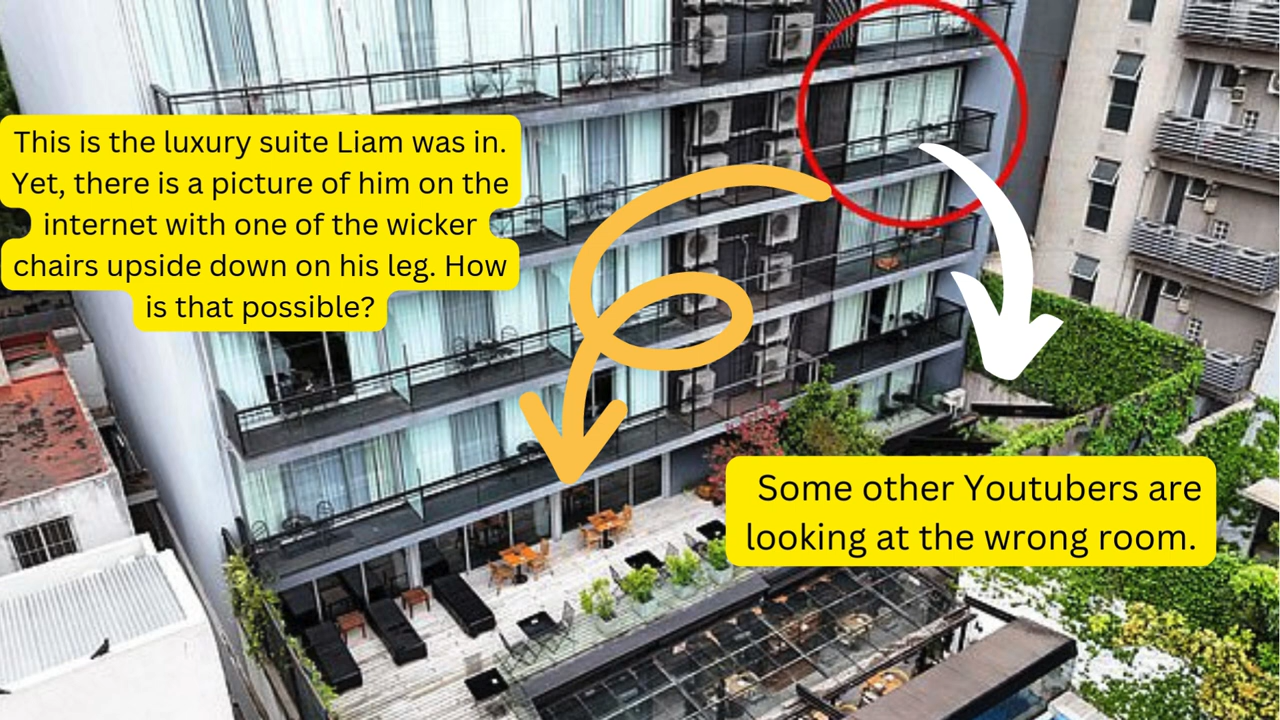 This is the luxury suite Liam was in.
Yet, there is a picture of him on the
internet with one of the wicker
chairs upside down on his leg. How
is that possible?
Some other Youtubers are
looking at the wrong room.